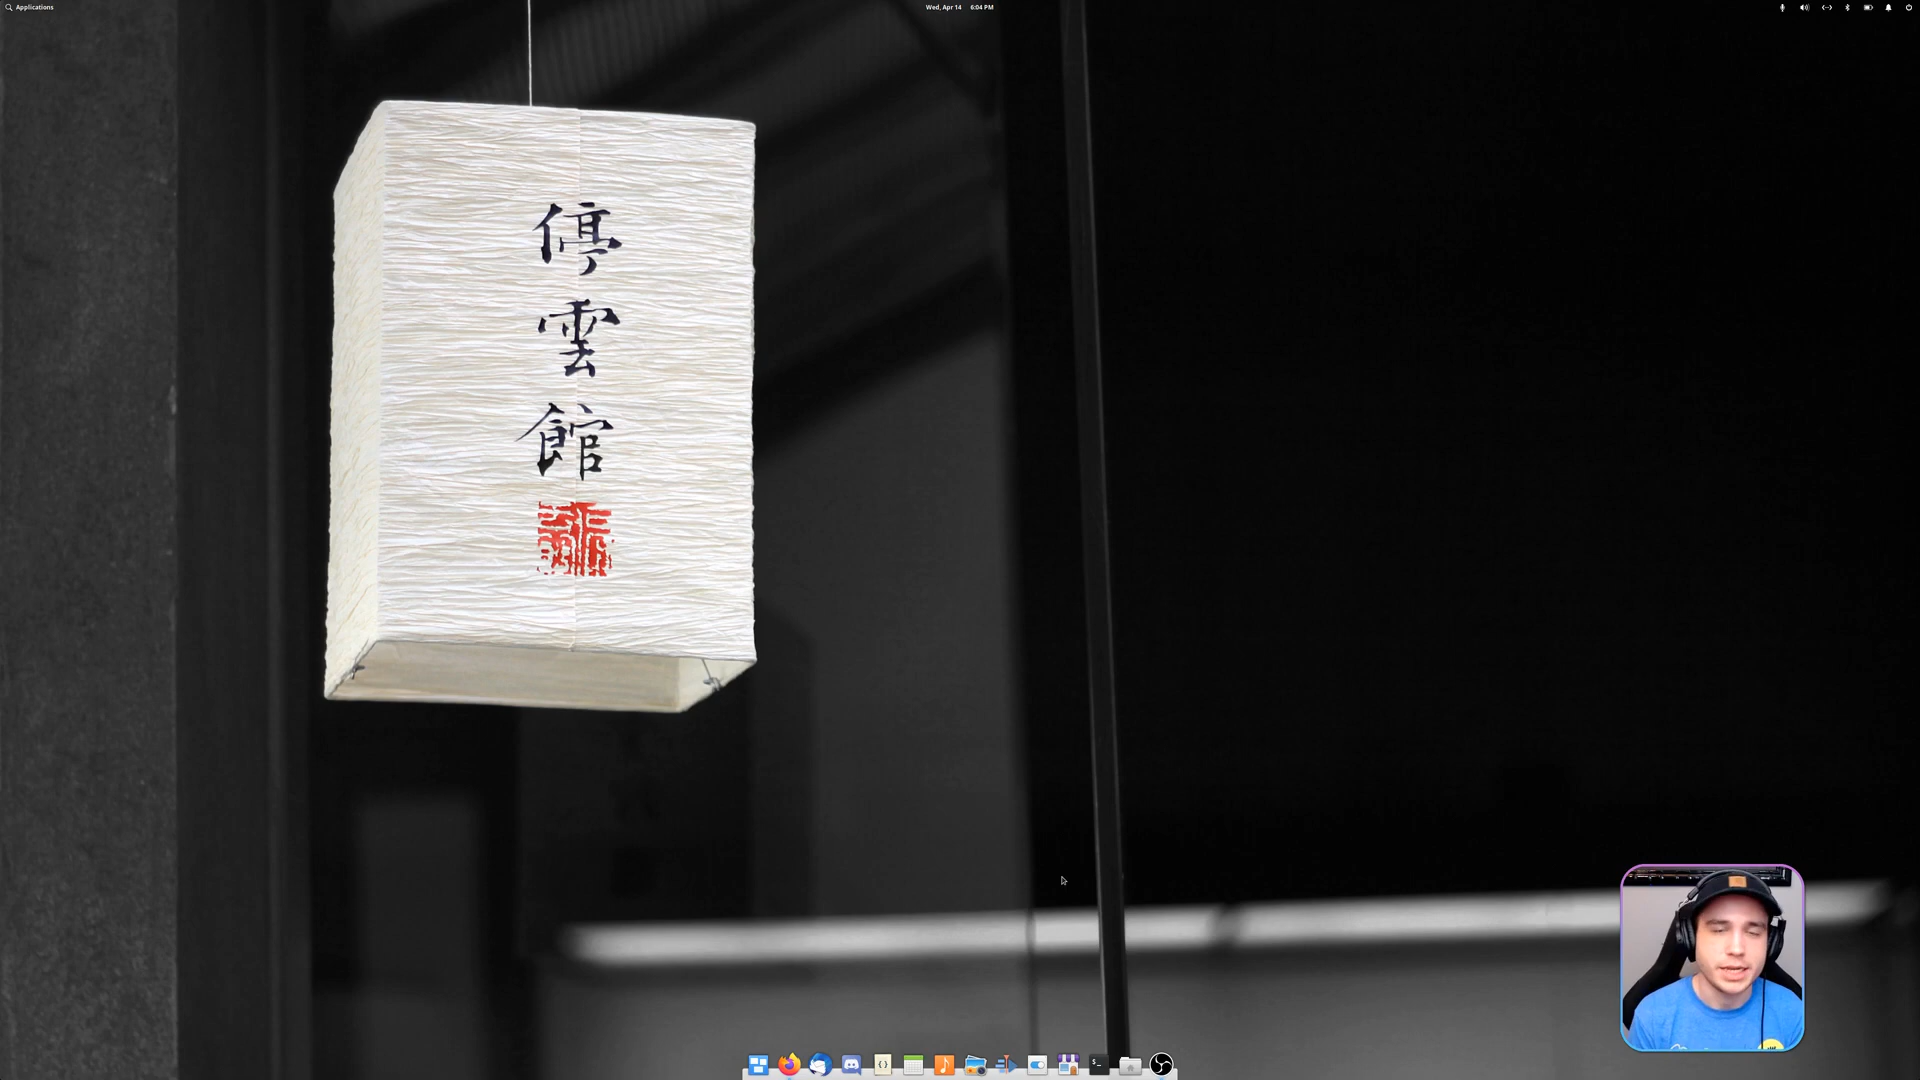 Applications
Wed, Apr 14 6:04 PM
停
雲
館